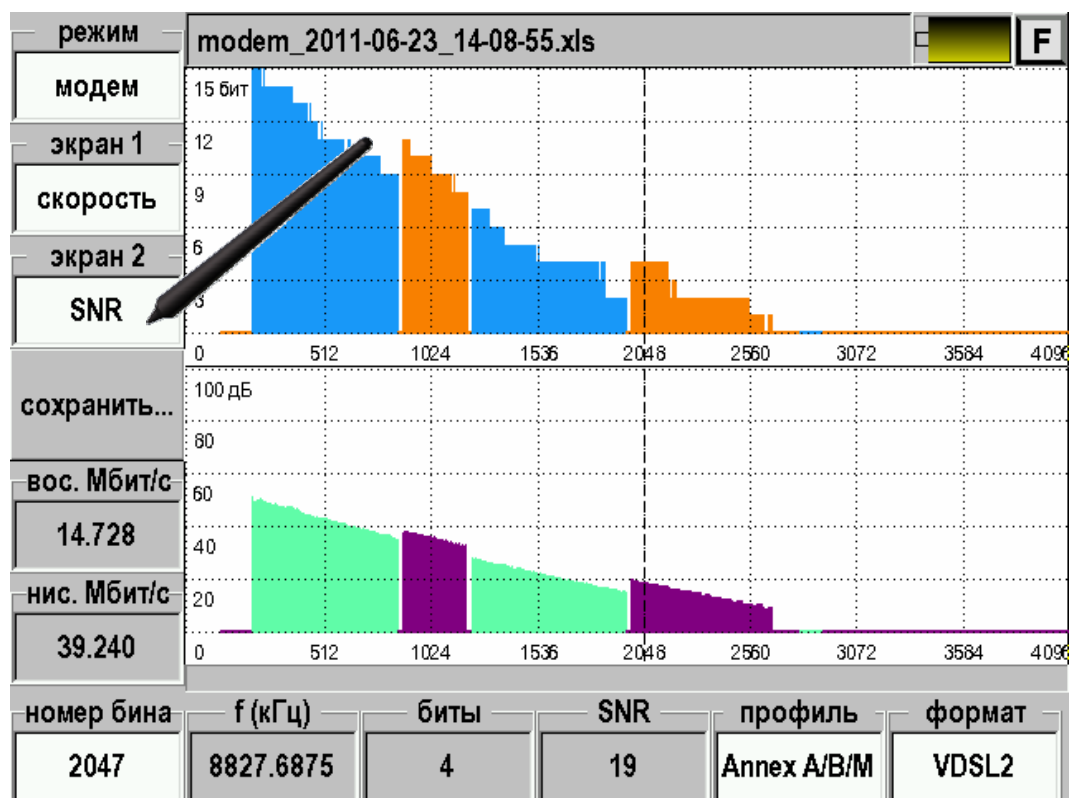 режим
модем
экран 1
скорость
экран 2
SNR
сохранить...
вос. Мбит/с
14.728
нис. Мбит/с
39.240
modem_2011-06-23_14-08-55.xls
F
15 бит
12
9
6
3
0 512 1024 1536 2048 2560 3072 3584 4096
100 дБ
80
60
40
20
0 512 1024 1536 2048 2560 3072 3584 4096
номер бина f (кГц) биты SNR профиль формат
2047 8827.6875 4 19 Annex A/B/M VDSL2